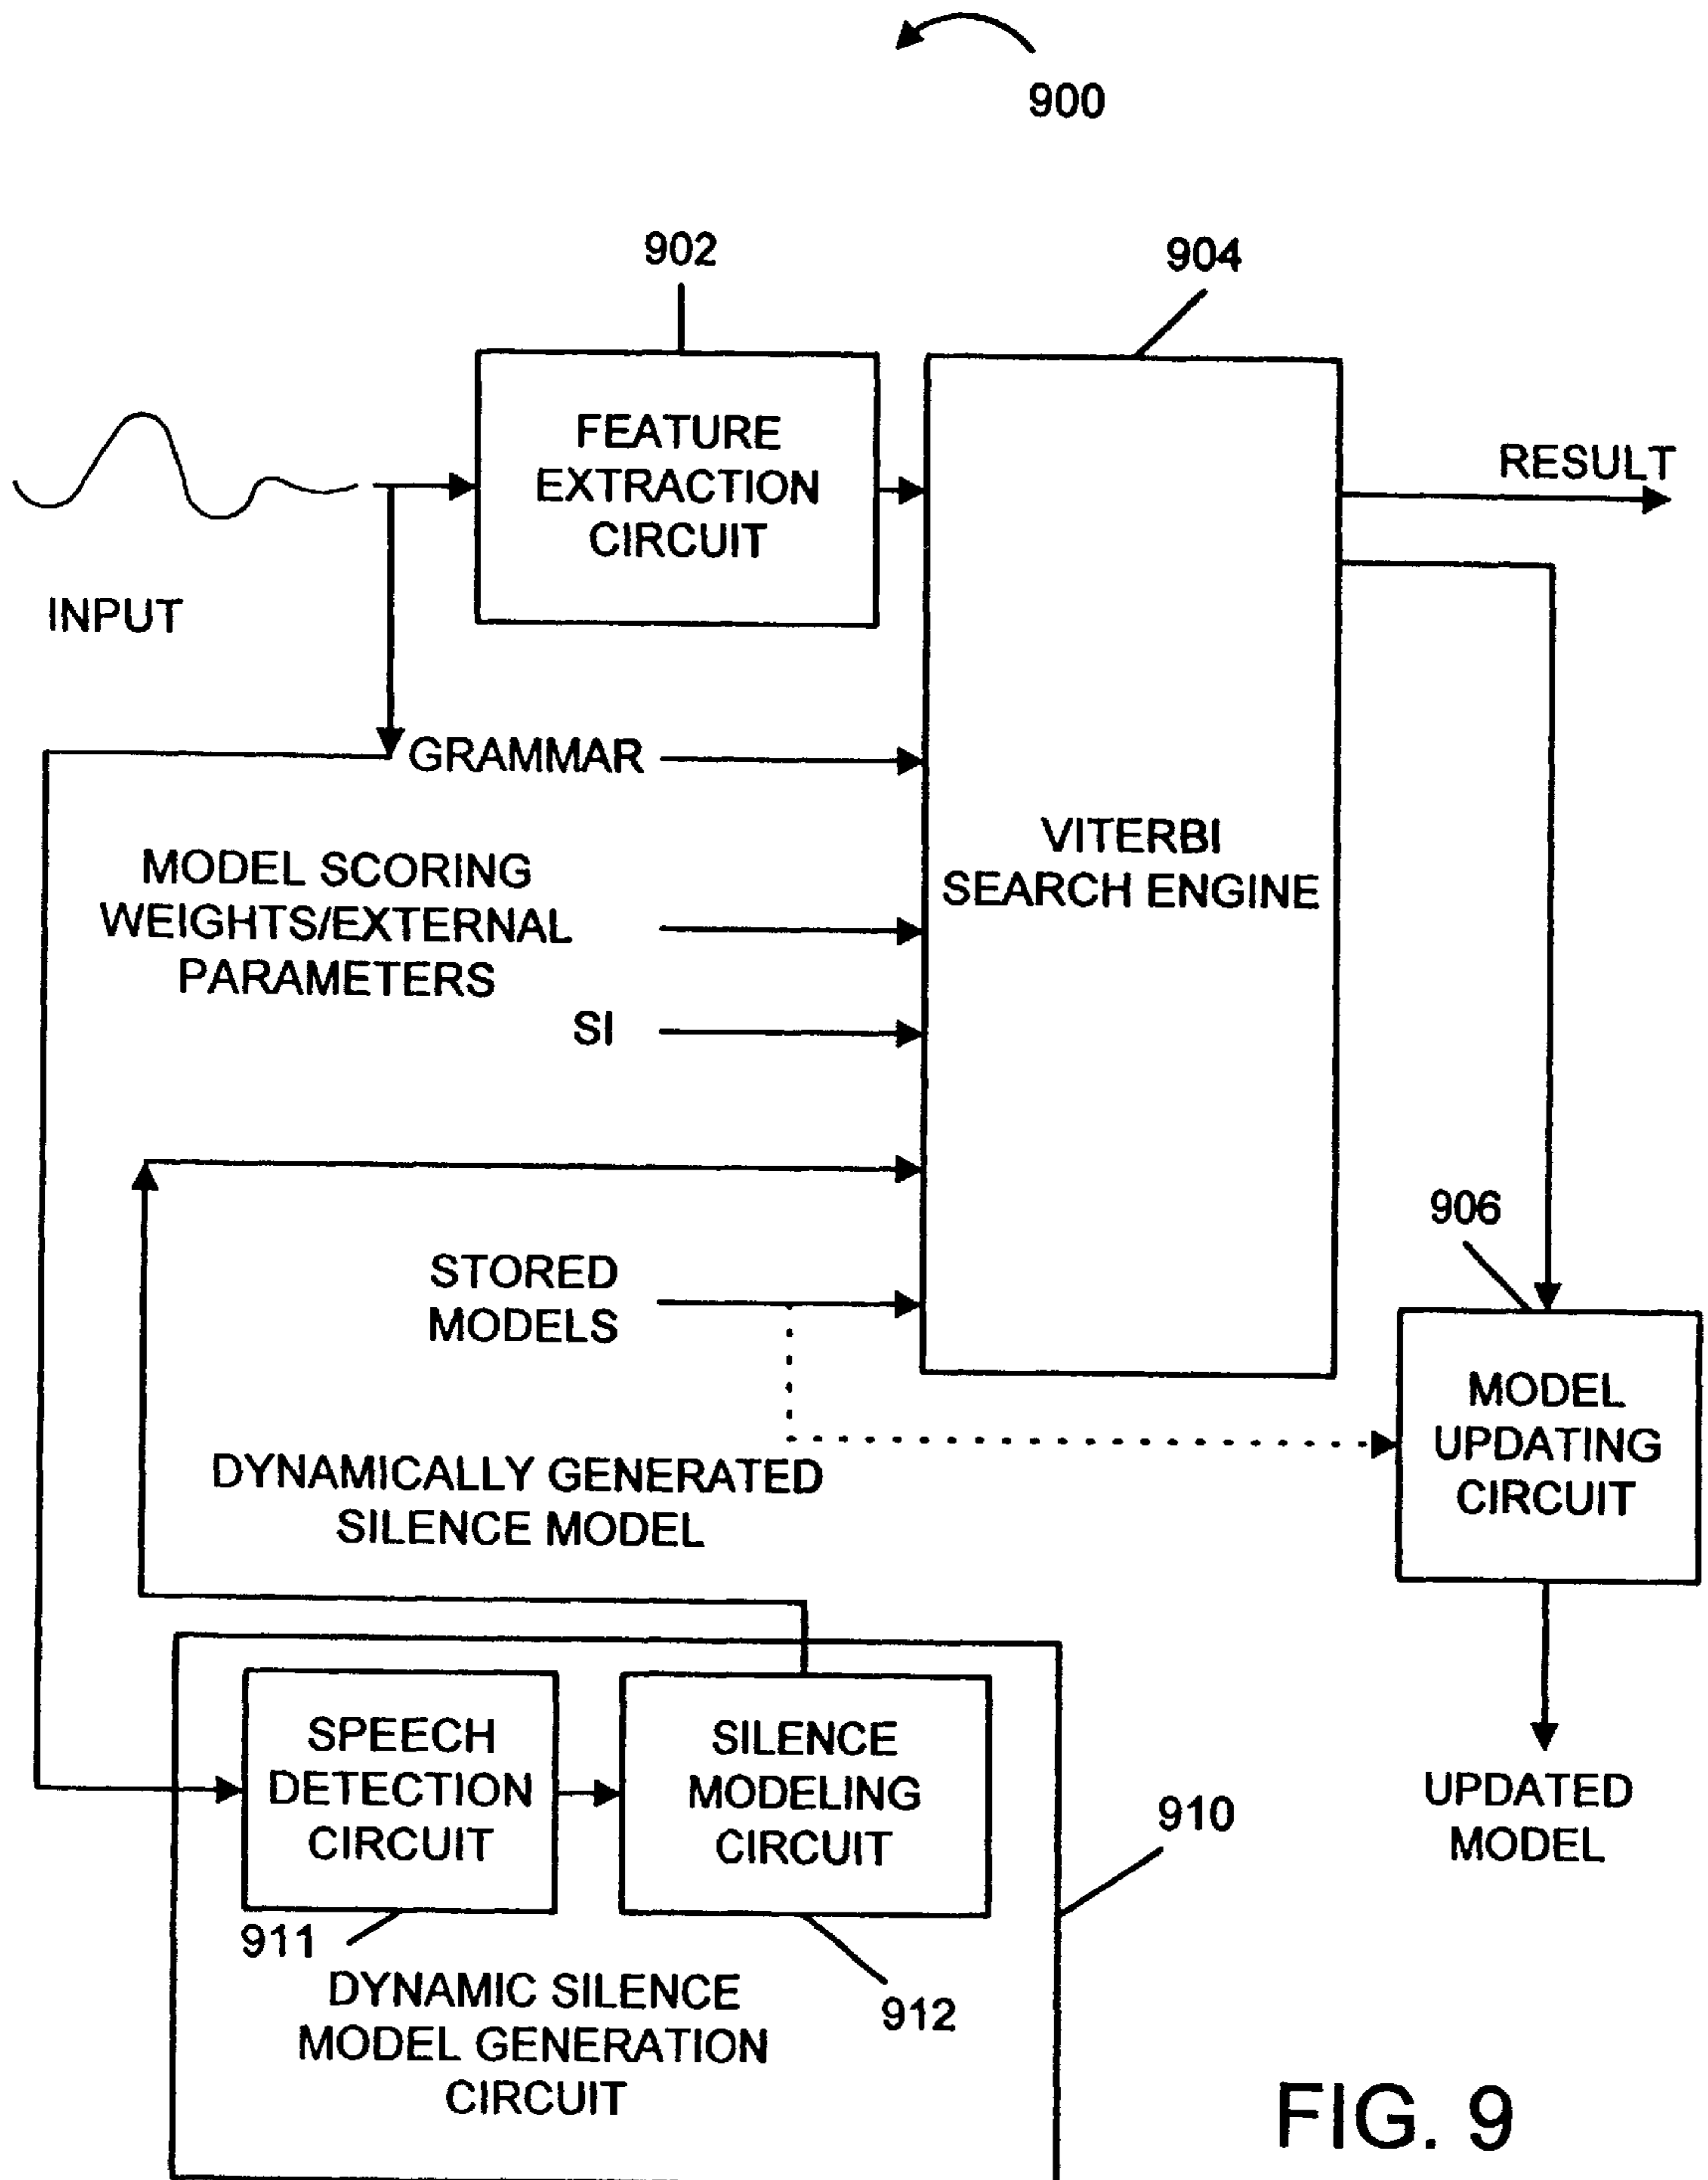 900
902
904
FEATURE
EXTRACTION
CIRCUIT
RESULT
INPUT
GRAMMAR
VITERBI
SEARCH ENGINE
MODEL SCORING
WEIGHTS/EXTERNAL
PARAMETERS
SI
906
STORED
MODELS
MODEL
UPDATING
CIRCUIT
DYNAMICALLY GENERATED
SILENCE MODEL
SPEECH
DETECTION
CIRCUIT
SILENCE
MODELING
CIRCUIT
910
UPDATED
MODEL
911
912
DYNAMIC SILENCE
MODEL GENERATION
CIRCUIT
FIG. 9